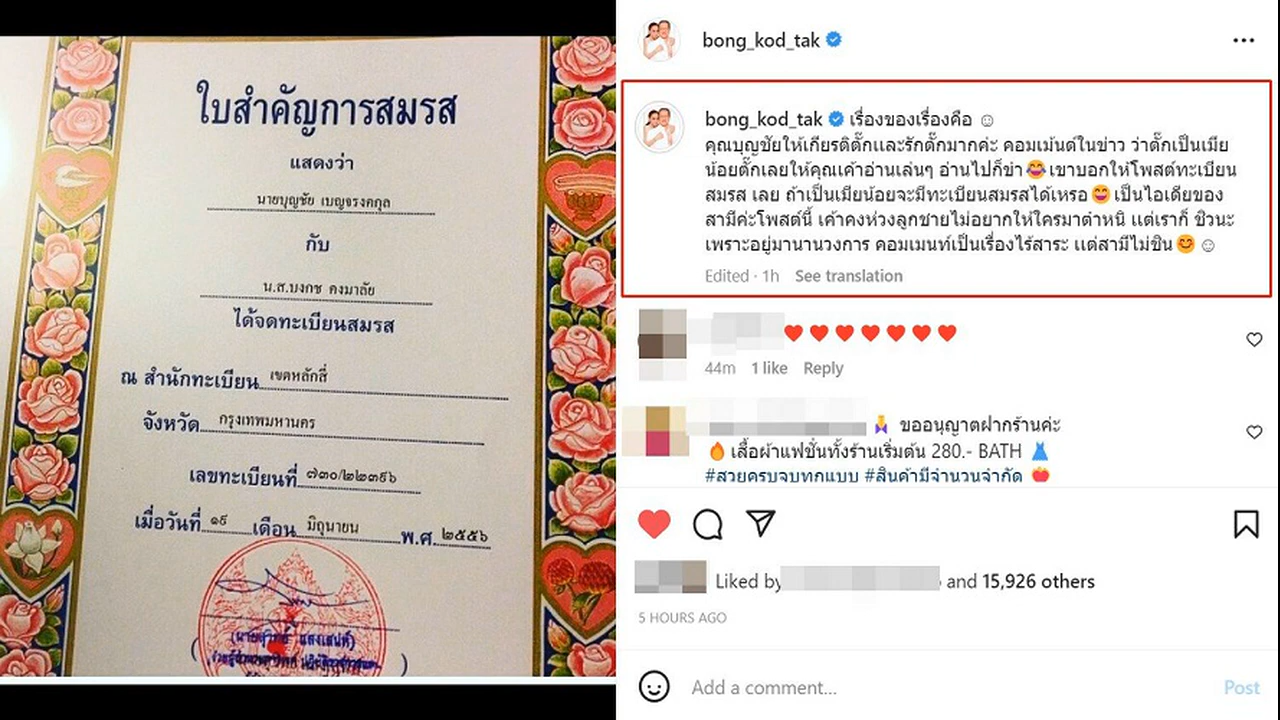 ใบสำคัญการสมรส
แสดงว่า
นายบุญชัย เบญจรงคกุล
กับ
น.ส.บงกช คงมาลัย
ได้จดทะเบียนสมรส
ณ สำนักทะเบียน เขตหลักสี่
จังหวัด กรุงเทพมหานคร
เลขทะเบียนที่ ๗๓๐/๒๒๓๙๖
เมื่อวันที่ ๑๙ เดือน มิถุนายน พ.ศ. ๒๕๕๖
bong_kod_tak
bong_kod_tak เรื่องของเรื่องคือ ☺
คุณบุญชัยให้เกียรติตั๊กและรักตั๊กมากค่ะ คอมเม้นต์ในข่าว ว่าตั๊กเป็นเมีย
น้อยตั๊กเลยให้คุณเค้าอ่านเล่นๆ อ่านไปก็ขำ😂เขาบอกให้โพสต์ทะเบียน
สมรส เลย ถ้าเป็นเมียน้อยจะมีทะเบียนสมรสได้เหรอ😄เป็นไอเดียของ
สามีค่ะโพสต์นี้ เค้าคงห่วงลูกชายไม่อยากให้ใครมาตำหนิ แต่เราก็ ชิวนะ
เพราะอยู่มานานวงการ คอมเมนท์เป็นเรื่องไร้สาระ แต่สามีไม่ชิน😊☺
Edited · 1h See translation
❤️❤️❤️❤️❤️❤️❤️
44m 1 like Reply
🙏 ขออนุญาตฝากร้านค่ะ
🔥เสื้อผ้าแฟชั่นทั้งร้านเริ่มต้น 280.- BATH 👗
#สวยครบจบทุกแบบ #สินค้ามีจำนวนจำกัด
Liked by and 15,926 others
5 HOURS AGO
Add a comment... Post